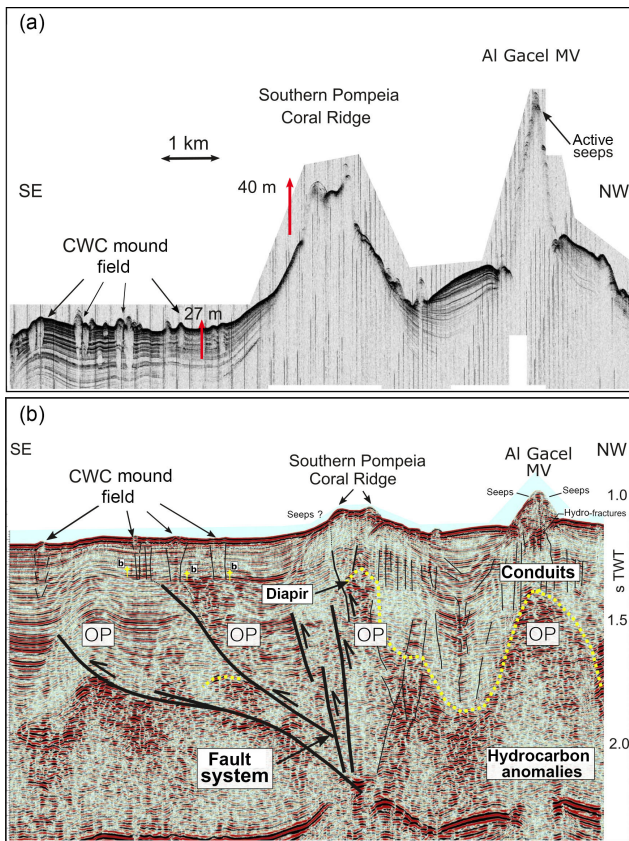 (a)
Al Gacel MV
Southern Pompeia
Coral Ridge
1 km
Active
seeps
40 m
SE
NW
CWC mound
field
27 m
(b)
SE
NW
Al Gacel
MV
Southern Pompeia
Coral Ridge
CWC mound
field
1.0
Seeps
Seeps
Seeps ?
Hydro-fractures
b
b
b
Conduits
s TWT
Diapir
1.5
OP
OP
OP
OP
2.0
Fault
system
Hydrocarbon
anomalies